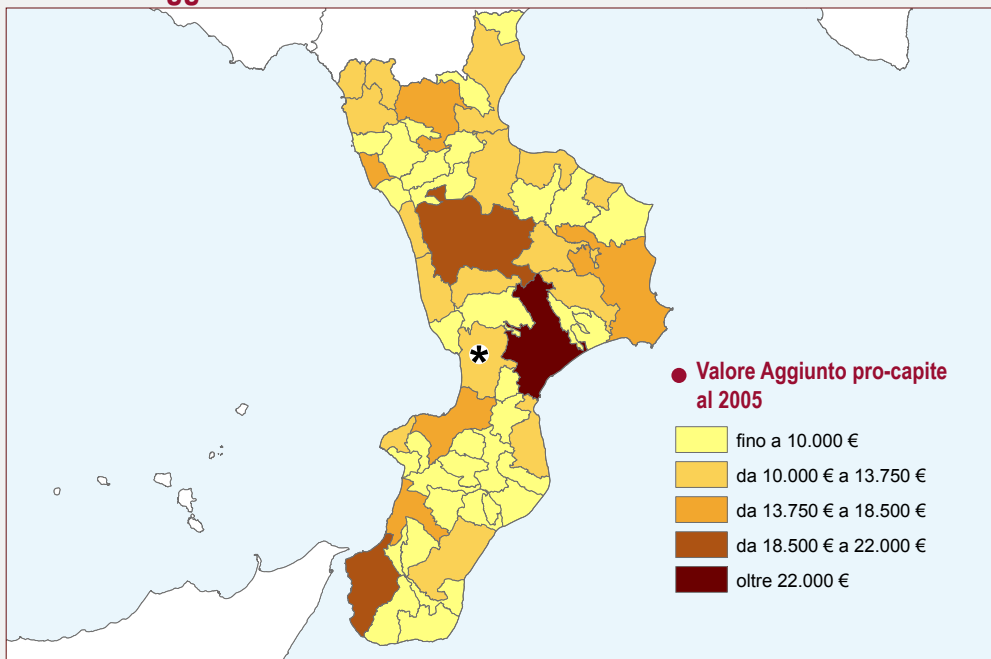 Valore Aggiunto pro-capite
al 2005
fino a 10.000 €
da 10.000 € a 13.750 €
da 13.750 € a 18.500 €
da 18.500 € a 22.000 €
oltre 22.000 €
*